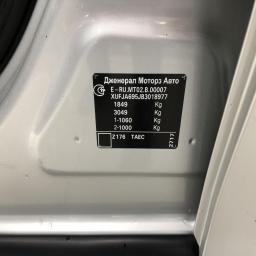 Дженерал Моторз Авто
E-RU.MT02.B.00007
XUFJA695JB3018977
1849 Kg
3049 Kg
1-1060 Kg
2-1000 Kg
Z176 TAEC
2717